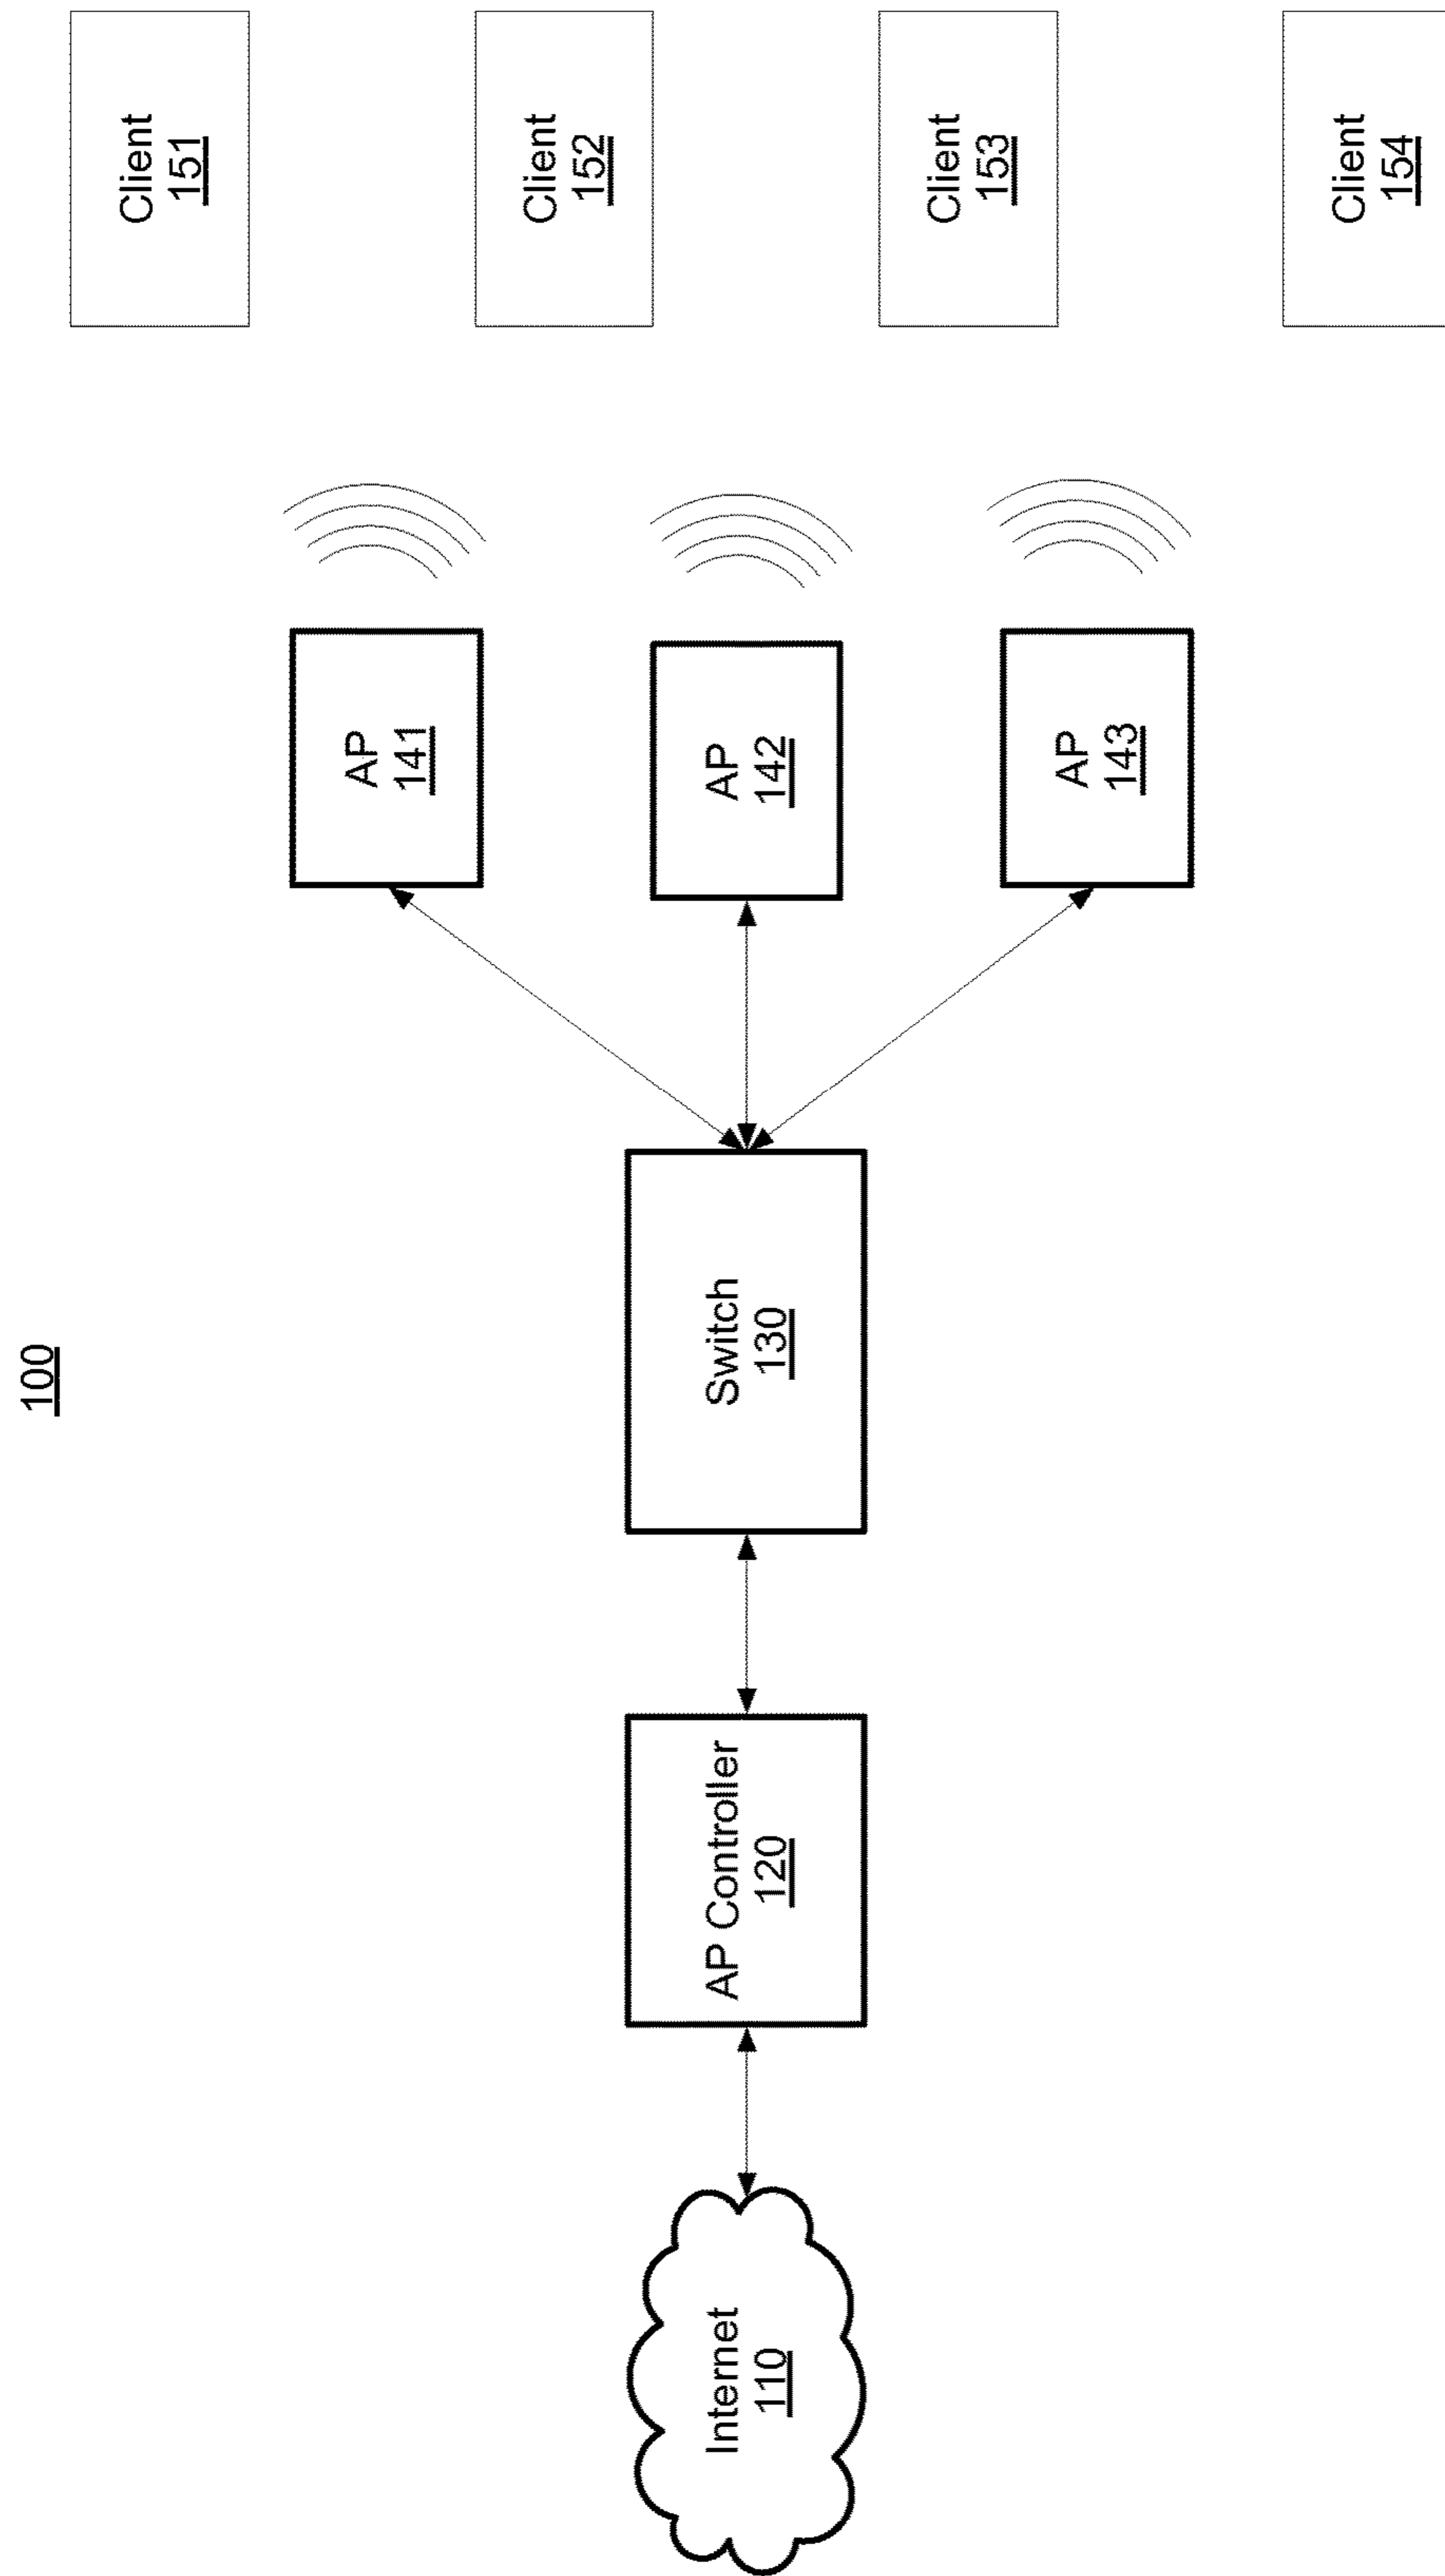 100
Internet
110
AP Controller
120
Switch
130
AP
141
AP
142
AP
143
Client
151
Client
152
Client
153
Client
154